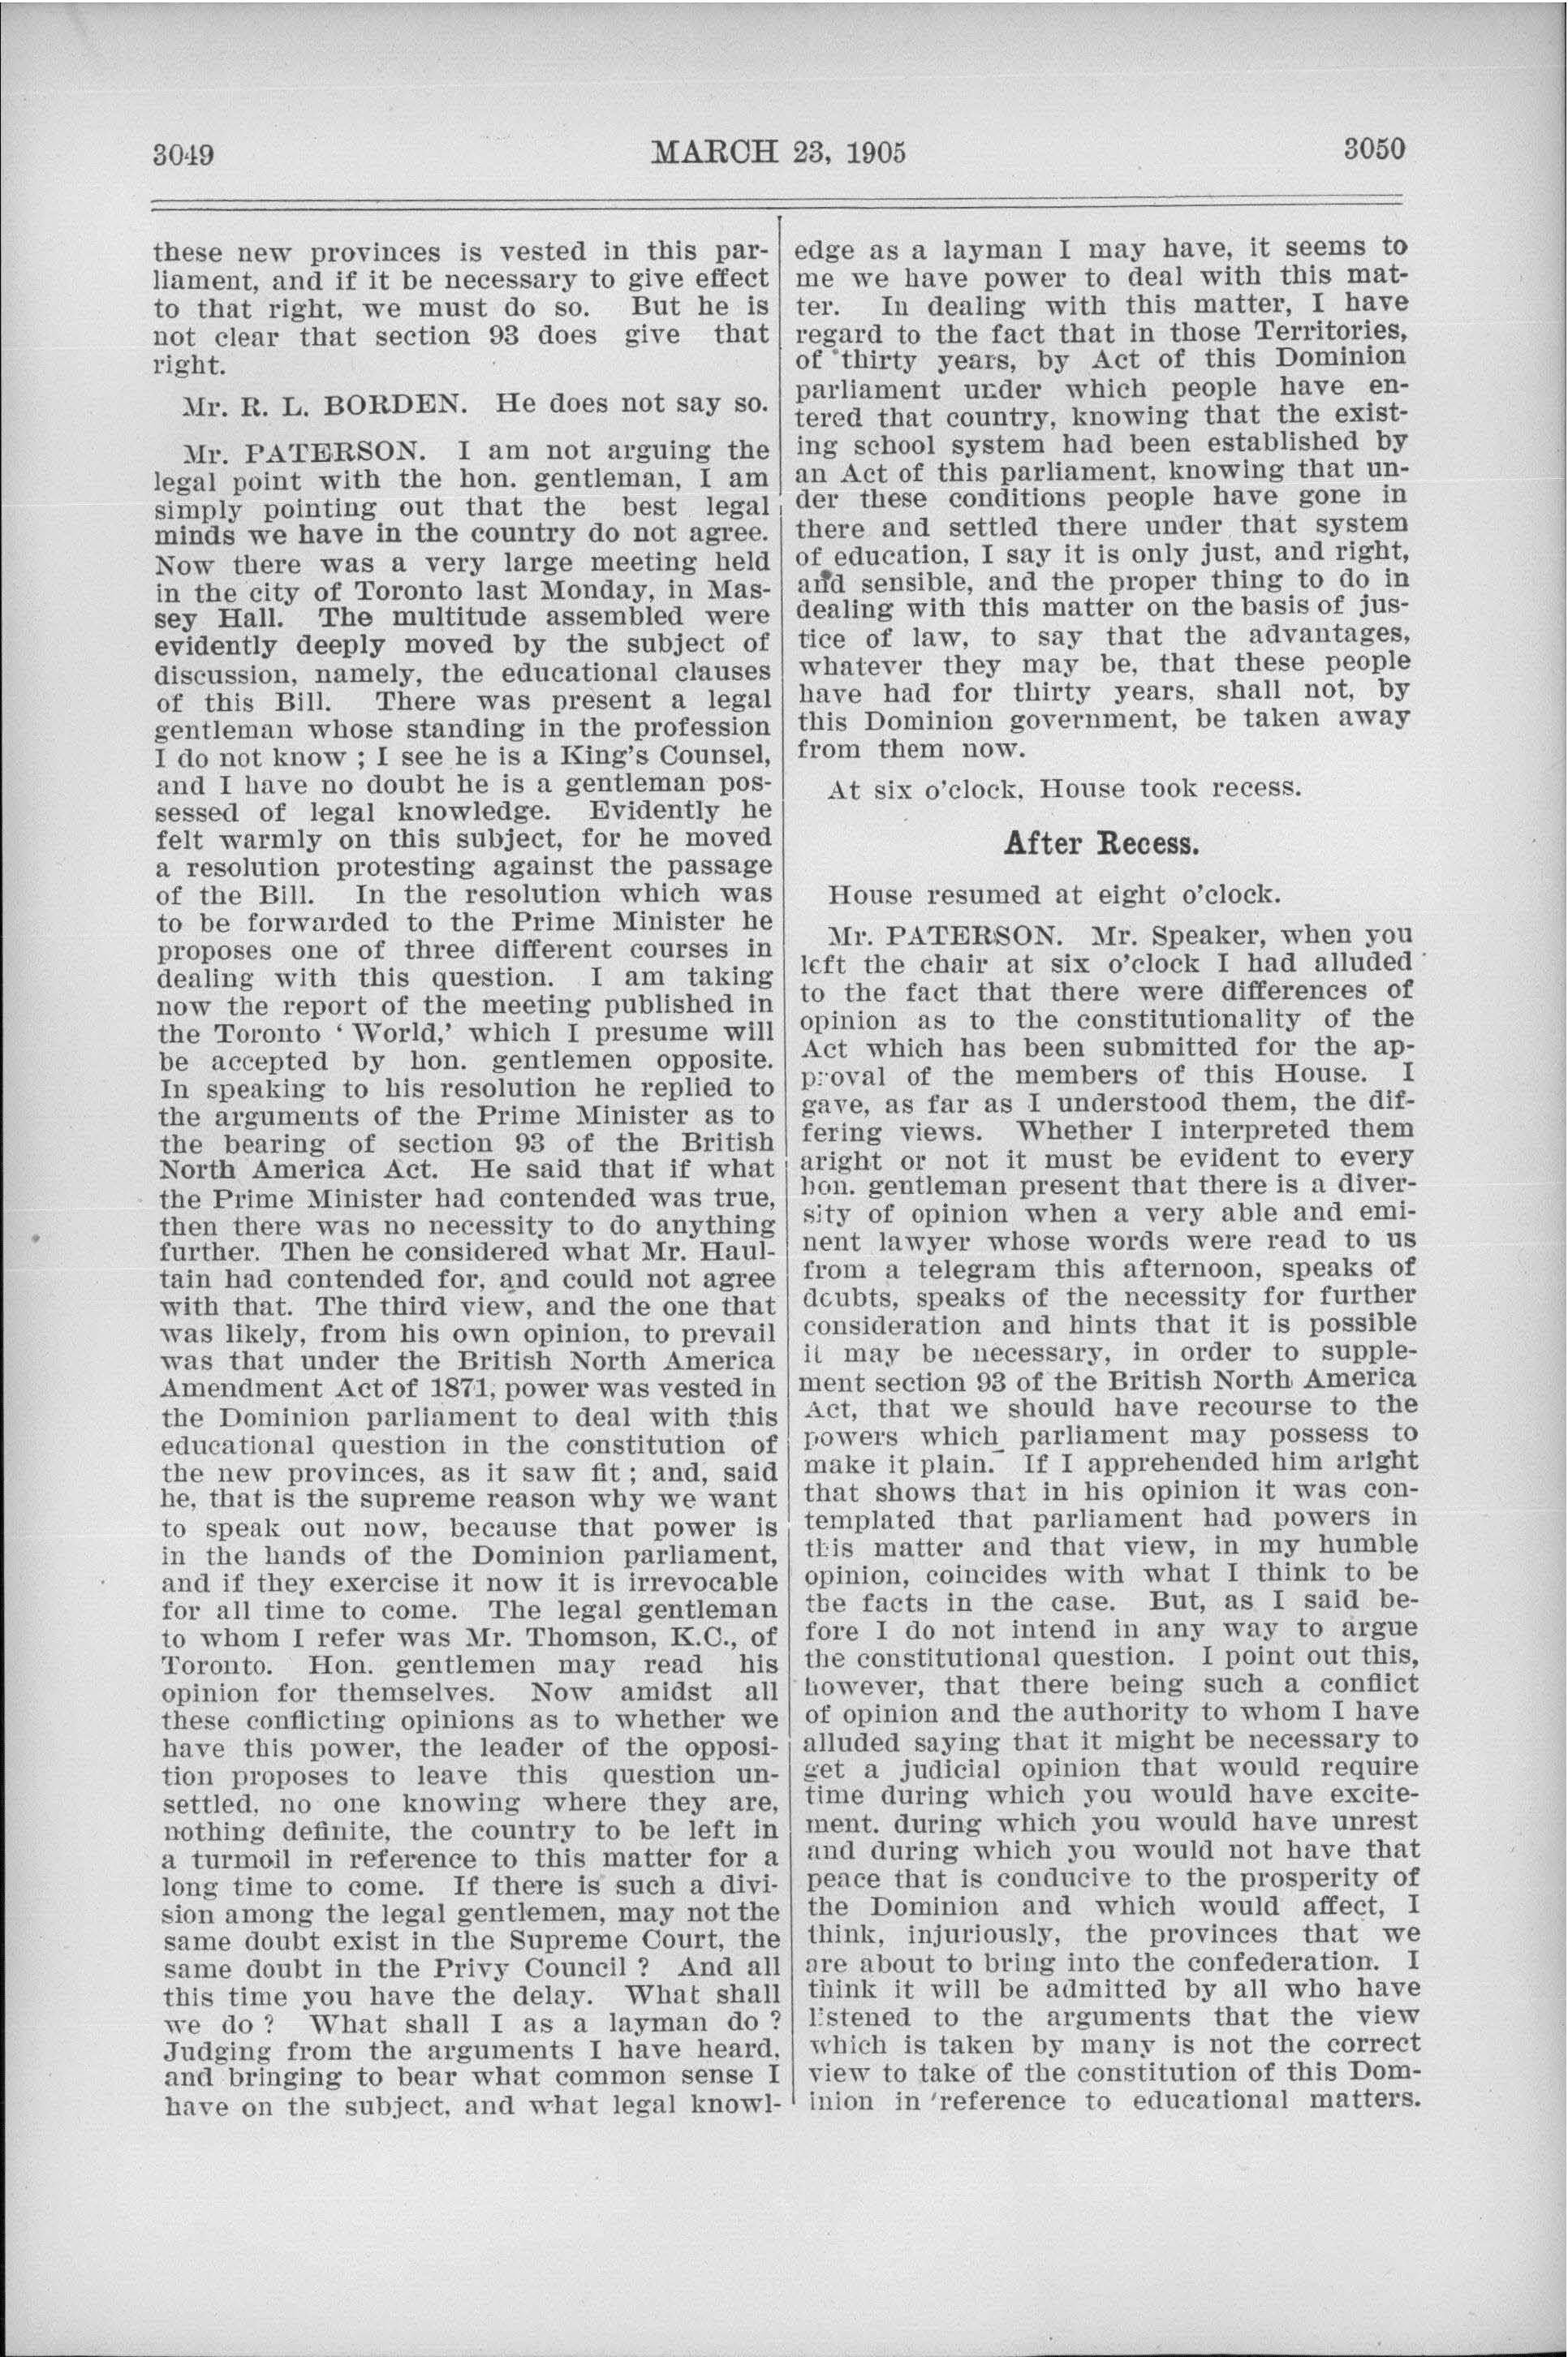 3049
MARCH 23, 1905
3050
these new provinces is vested in this par-
liament, and if it be necessary to give effect
to that right, we must do so. But he is
not clear that section 93 does give that
right.
Mr. R. L. BORDEN. He does not say so.
Mr. PATERSON. I am not arguing the
legal point with the hon. gentleman, I am
simply pointing out that the best legal
minds we have in the country do not agree.
Now there was a very large meeting held
in the city of Toronto last Monday, in Mas-
sey Hall. The multitude assembled were
evidently deeply moved by the subject of
discussion, namely, the educational clauses
of this Bill. There was present a legal
gentleman whose standing in the profession
I do not know ; I see he is a King's Counsel,
and I have no doubt he is a gentleman pos-
sessed of legal knowledge. Evidently he
felt warmly on this subject, for he moved
a resolution protesting against the passage
of the Bill. In the resolution which was
to be forwarded to the Prime Minister he
proposes one of three different courses in
dealing with this question. I am taking
now the report of the meeting published in
the Toronto ' World,' which I presume will
be accepted by hon. gentlemen opposite.
In speaking to his resolution he replied to
the arguments of the Prime Minister as to
the bearing of section 93 of the British
North America Act. He said that if what
the Prime Minister had contended was true,
then there was no necessity to do anything
further. Then he considered what Mr. Haul-
tain had contended for, and could not agree
with that. The third view, and the one that
was likely, from his own opinion, to prevail
was that under the British North America
Amendment Act of 1871, power was vested in
the Dominion parliament to deal with this
educational question in the constitution of
the new provinces, as it saw fit ; and, said
he, that is the supreme reason why we want
to speak out now, because that power is
in the hands of the Dominion parliament,
and if they exercise it now it is irrevocable
for all time to come. The legal gentleman
to whom I refer was Mr. Thomson, K.C., of
Toronto. Hon. gentlemen may read his
opinion for themselves. Now amidst all
these conflicting opinions as to whether we
have this power, the leader of the opposi-
tion proposes to leave this question un-
settled, no one knowing where they are,
nothing definite, the country to be left in
a turmoil in reference to this matter for a
long time to come. If there is such a divi-
sion among the legal gentlemen, may not the
same doubt exist in the Supreme Court, the
same doubt in the Privy Council ? And all
this time you have the delay. What shall
we do ? What shall I as a layman do ?
Judging from the arguments I have heard,
and bringing to bear what common sense I
have on the subject, and what legal knowl-
edge as a layman I may have, it seems to
me we have power to deal with this mat-
ter. In dealing with this matter, I have
regard to the fact that in those Territories,
of thirty years, by Act of this Dominion
parliament under which people have en-
tered that country, knowing that the exist-
ing school system had been established by
an Act of this parliament, knowing that un-
der these conditions people have gone in
there and settled there under that system
of education, I say it is only just, and right,
and sensible, and the proper thing to do in
dealing with this matter on the basis of jus-
tice of law, to say that the advantages,
whatever they may be, that these people
have had for thirty years, shall not, by
this Dominion government, be taken away
from them now.
At six o'clock, House took recess.
After Recess.
House resumed at eight o'clock.
Mr. PATERSON. Mr. Speaker, when you
left the chair at six o'clock I had alluded
to the fact that there were differences of
opinion as to the constitutionality of the
Act which has been submitted for the ap-
proval of the members of this House. I
gave, as far as I understood them, the dif-
fering views. Whether I interpreted them
aright or not it must be evident to every
hon. gentleman present that there is a diver-
sity of opinion when a very able and emi-
nent lawyer whose words were read to us
from a telegram this afternoon, speaks of
doubts, speaks of the necessity for further
consideration and hints that it is possible
it may be necessary, in order to supple-
ment section 93 of the British North America
Act, that we should have recourse to the
powers which parliament may possess to
make it plain. If I apprehended him aright
that shows that in his opinion it was con-
templated that parliament had powers in
this matter and that view, in my humble
opinion, coincides with what I think to be
the facts in the case. But, as I said be-
fore I do not intend in any way to argue
the constitutional question. I point out this,
however, that there being such a conflict
of opinion and the authority to whom I have
alluded saying that it might be necessary to
get a judicial opinion that would require
time during which you would have excite-
ment. during which you would have unrest
and during which you would not have that
peace that is conducive to the prosperity of
the Dominion and which would affect, I
think, injuriously, the provinces that we
are about to bring into the confederation. I
think it will be admitted by all who have
listened to the arguments that the view
which is taken by many is not the correct
view to take of the constitution of this Dom-
inion in reference to educational matters.